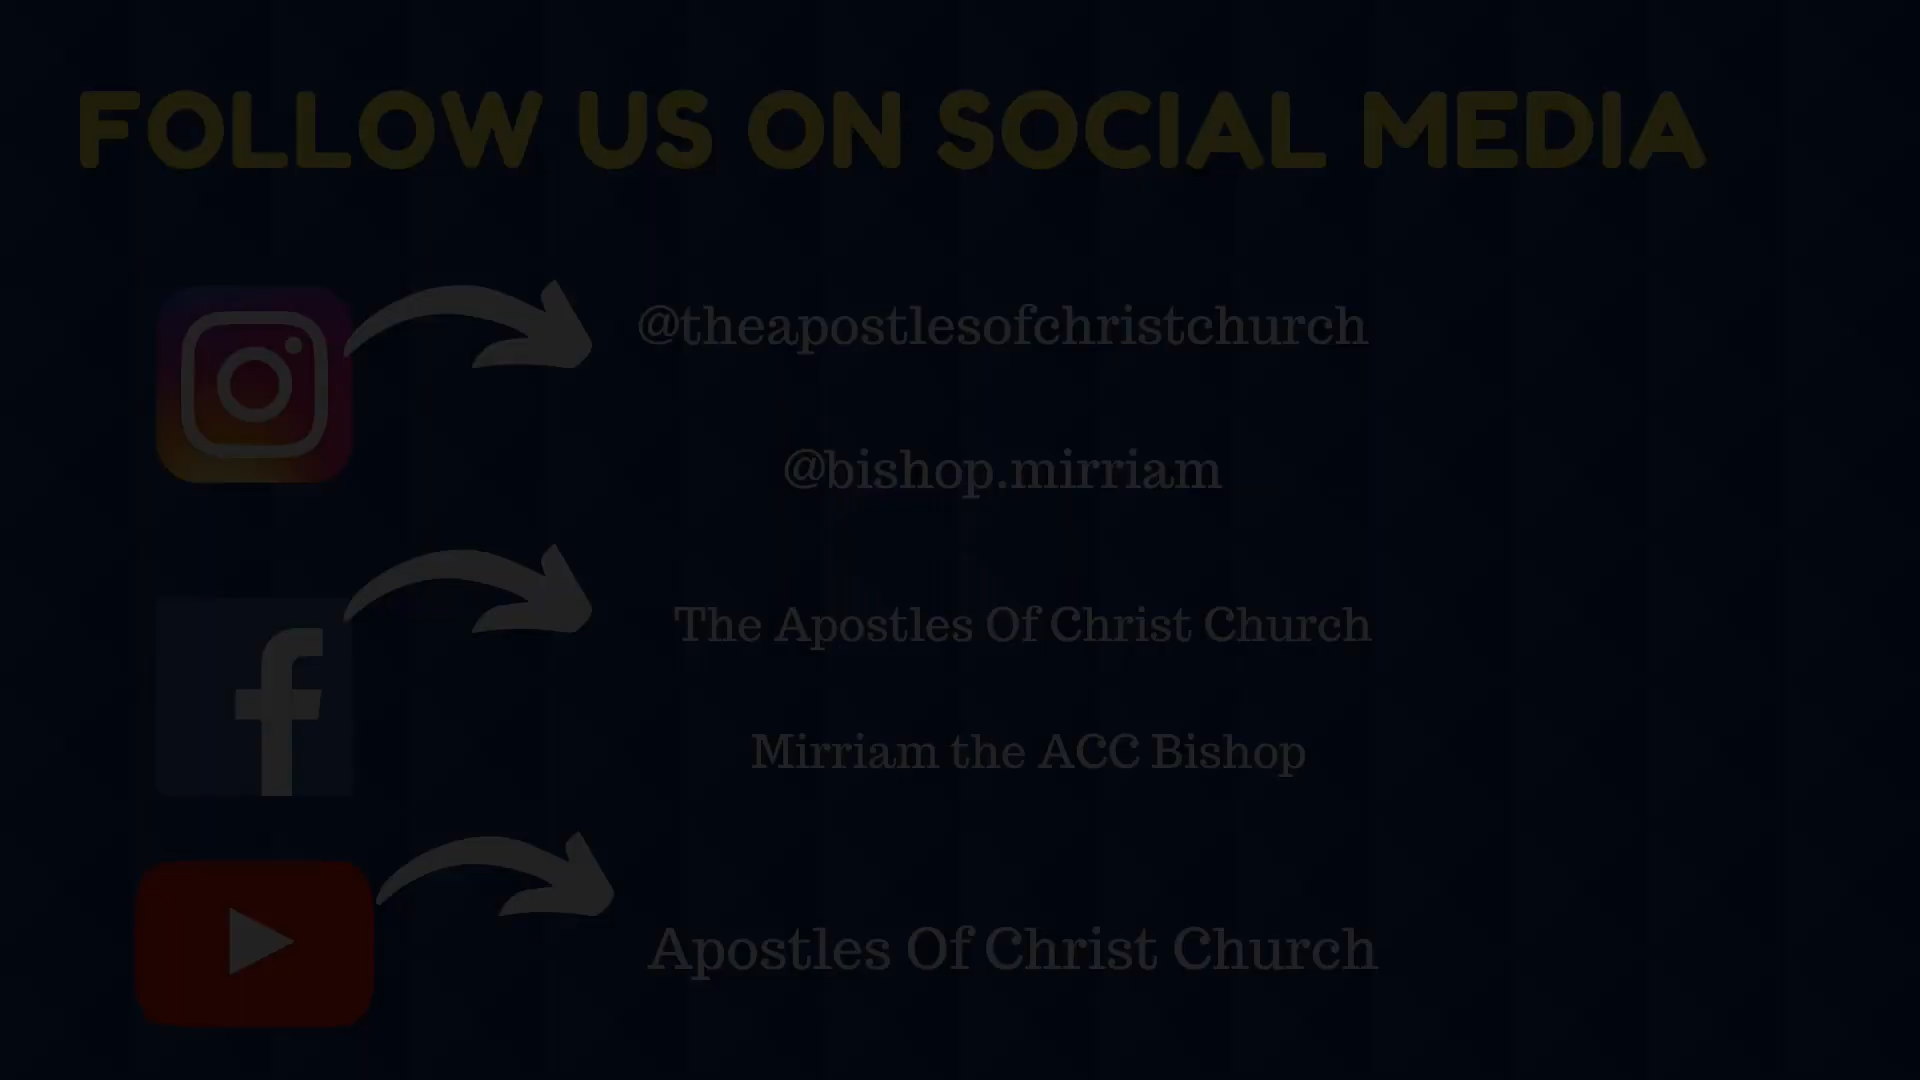 FOLLOW US ON SOCIAL MEDIA
@theapostlesofchristchurch
@bishop.mirriam
The Apostles Of Christ Church
Mirriam the ACC Bishop
Apostles Of Christ Church